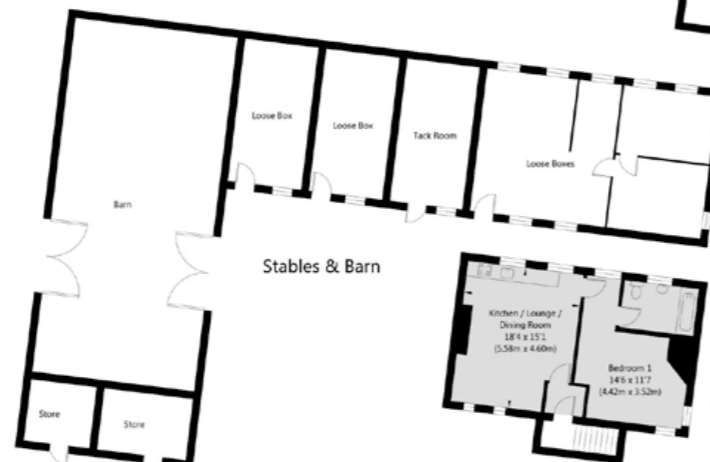 Loose Box
Loose Box
Tack Room
Loose Boxes
Barn
Stables & Barn
Kitchen / Lounge /
Dining Room
18'4 x 15'1
(5.58m x 4.60m)
Bedroom 1
14'6 x 11'7
(4.42m x 3.52m)
Store
Store